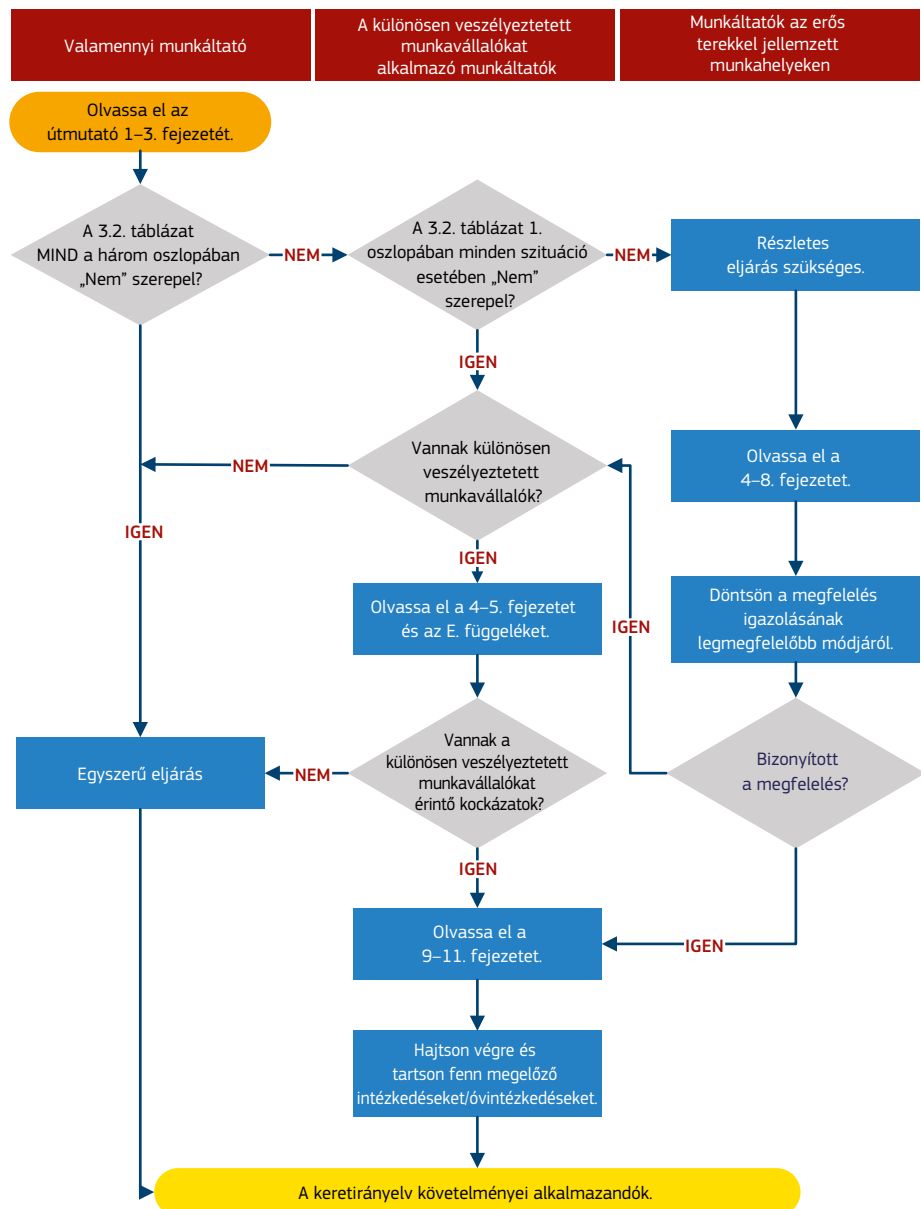 Valamennyi munkáltató
A különösen veszélyeztetett
munkavállalókat
alkalmazó munkáltatók
Munkáltatók az erős
terekkel jellemzett
munkahelyeken
Olvassa el az
útmutató 1–3. fejezetét.
A 3.2. táblázat
MIND a három oszlopában
„Nem” szerepel?
NEM
A 3.2. táblázat 1.
oszlopában minden szituáció
esetében „Nem”
szerepel?
NEM
Részletes
eljárás szükséges.
IGEN
Vannak különösen
veszélyeztetett
munkavállalók?
NEM
Olvassa el a
4–8. fejezetet.
IGEN
IGEN
Olvassa el a 4–5. fejezetet
és az E. függeléket.
IGEN
Döntsön a megfelelés
igazolásának
legmegfelelőbb módjáról.
Egyszerű eljárás
NEM
Vannak a
különösen veszélyeztetett
munkavállalókat
érintő kockázatok?
Bizonyított
a megfelelés?
IGEN
Olvassa el a
9–11. fejezetet.
IGEN
Hajtson végre és
tartson fenn megelőző
intézkedéseket/óvintézkedéseket.
A keretirányelv követelményei alkalmazandók.